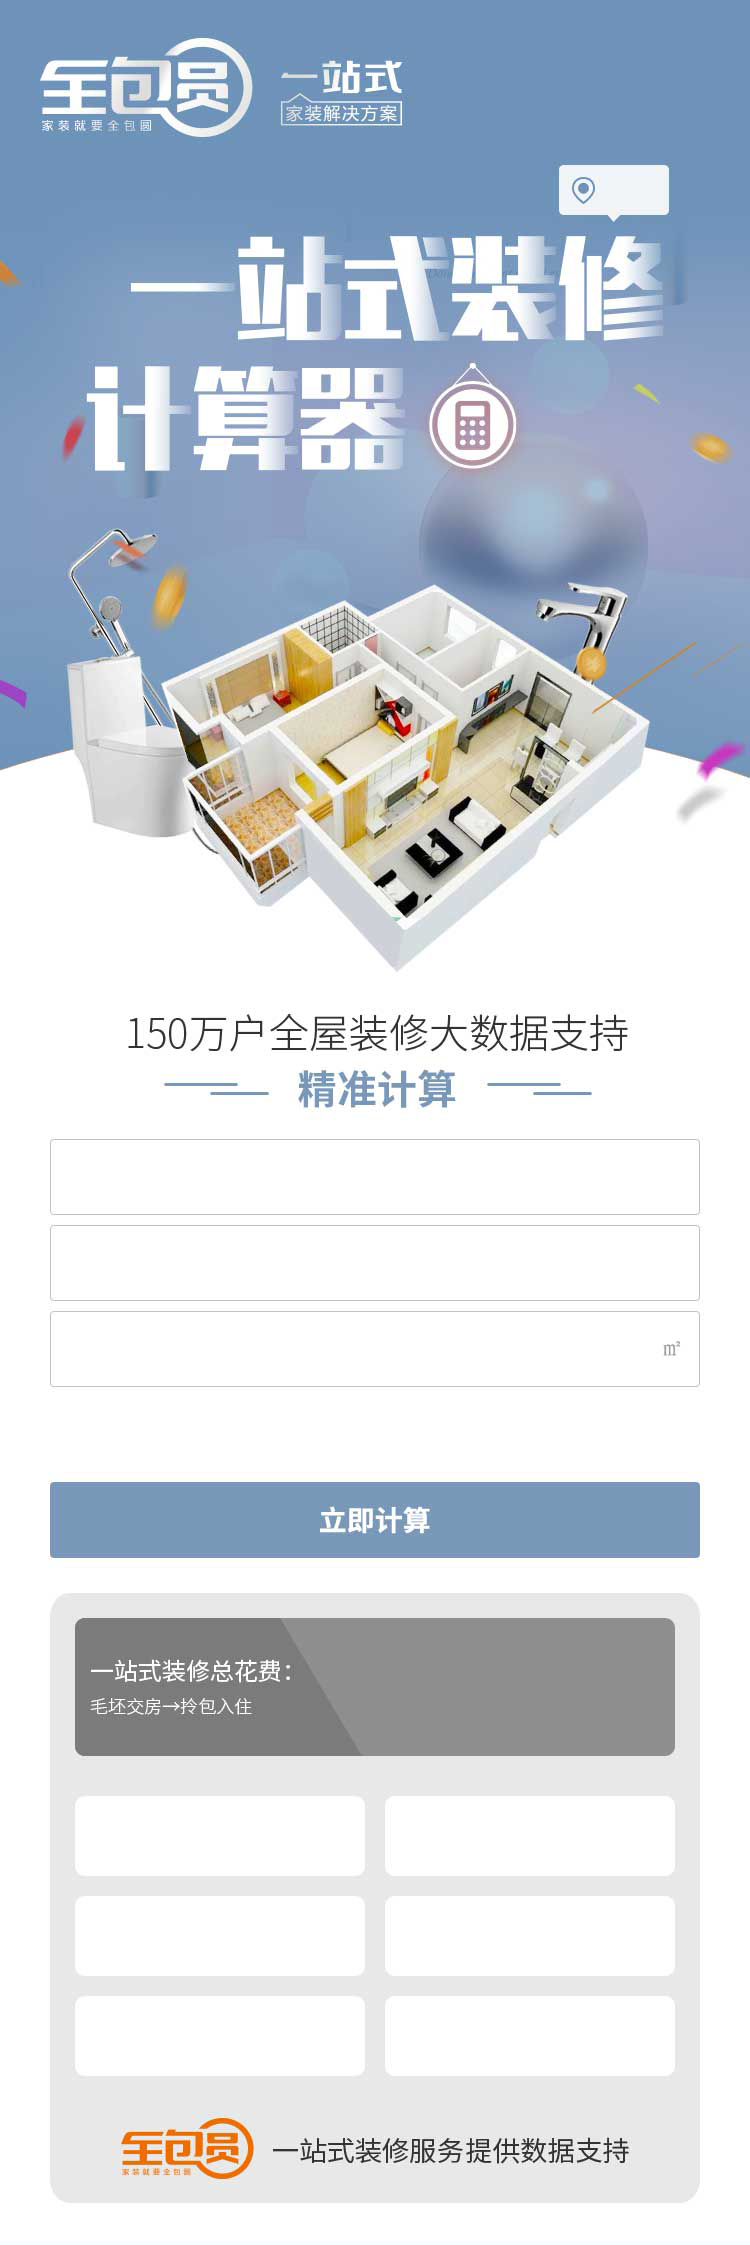 全包圆
家装就要全包圆
一站式
家装解决方案
一站式装修
计算器
150万户全屋装修大数据支持
精准计算
m²
立即计算
一站式装修总花费：
毛坯交房→拎包入住
全包圆
家装就要全包圆
一站式装修服务提供数据支持